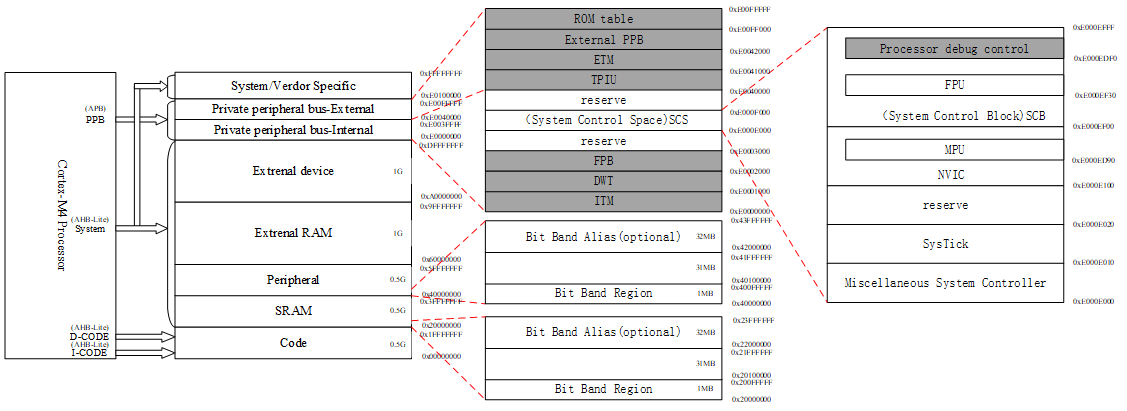 Cortex-M4 Processor
(APB)
PPB
(AHB-Lite)
System
(AHB-Lite)
D-CODE
(AHB-Lite)
I-CODE
System/Verdor Specific
Private peripheral bus-External
Private peripheral bus-Internal
Extrenal device
1G
Extrenal RAM
1G
Peripheral
0.5G
SRAM
0.5G
Code
0.5G
0xFFFFFFFF
0xE0100000
0xE00FFFFF
0xE0040000
0xE003FFFF
0xE0000000
0xDFFFFFFF
0xA0000000
0x9FFFFFFF
0x60000000
0x5FFFFFFF
0x40000000
0x3FFFFFFF
0x20000000
0x1FFFFFFF
0x00000000
ROM table
External PPB
ETM
TPIU
reserve
(System Control Space)SCS
reserve
FPB
DWT
ITM
0xE00FFFFF
0xE00FF000
0xE0042000
0xE0041000
0xE0040000
0xE000F000
0xE000E000
0xE0003000
0xE0002000
0xE0001000
0xE0000000
Bit Band Alias(optional)
32MB
31MB
Bit Band Region
1MB
0x43FFFFFF
0x42000000
0x41FFFFFF
0x40100000
0x400FFFFF
0x40000000
Bit Band Alias(optional)
32MB
31MB
Bit Band Region
1MB
0x23FFFFFF
0x22000000
0x21FFFFFF
0x20100000
0x200FFFFF
0x20000000
Processor debug control
FPU
(System Control Block)SCB
MPU
NVIC
reserve
SysTick
Miscellaneous System Controller
0xE000EFFF
0xE000EDF0
0xE000EF30
0xE000EF00
0xE000ED90
0xE000E100
0xE000E020
0xE000E010
0xE000E000